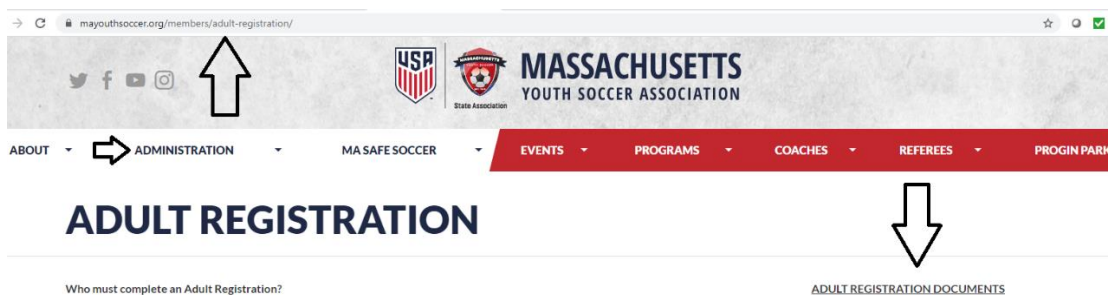 mayouthsoccer.org/members/adult-registration/
USA
MASSACHUSETTS
State Association
MASSACHUSETTS
YOUTH SOCCER ASSOCIATION
ABOUT ADMINISTRATION MA SAFE SOCCER EVENTS PROGRAMS COACHES REFEREES PROGIN PARK
ADULT REGISTRATION
Who must complete an Adult Registration? ADULT REGISTRATION DOCUMENTS